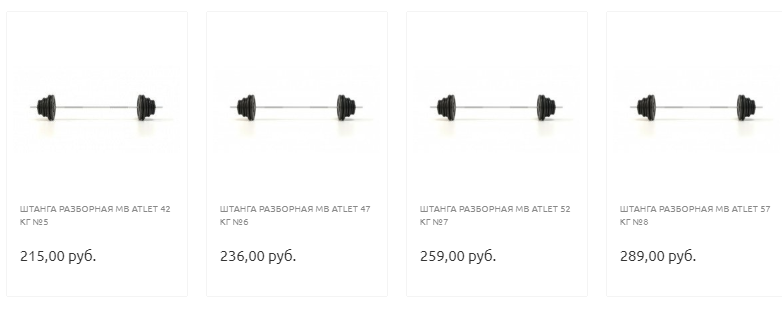 ШТАНГА РАЗБОРНАЯ MB ATLET 42
КГ №5
215,00 руб.
ШТАНГА РАЗБОРНАЯ MB ATLET 47
КГ №6
236,00 руб.
ШТАНГА РАЗБОРНАЯ MB ATLET 52
КГ №7
259,00 руб.
ШТАНГА РАЗБОРНАЯ MB ATLET 57
КГ №8
289,00 руб.